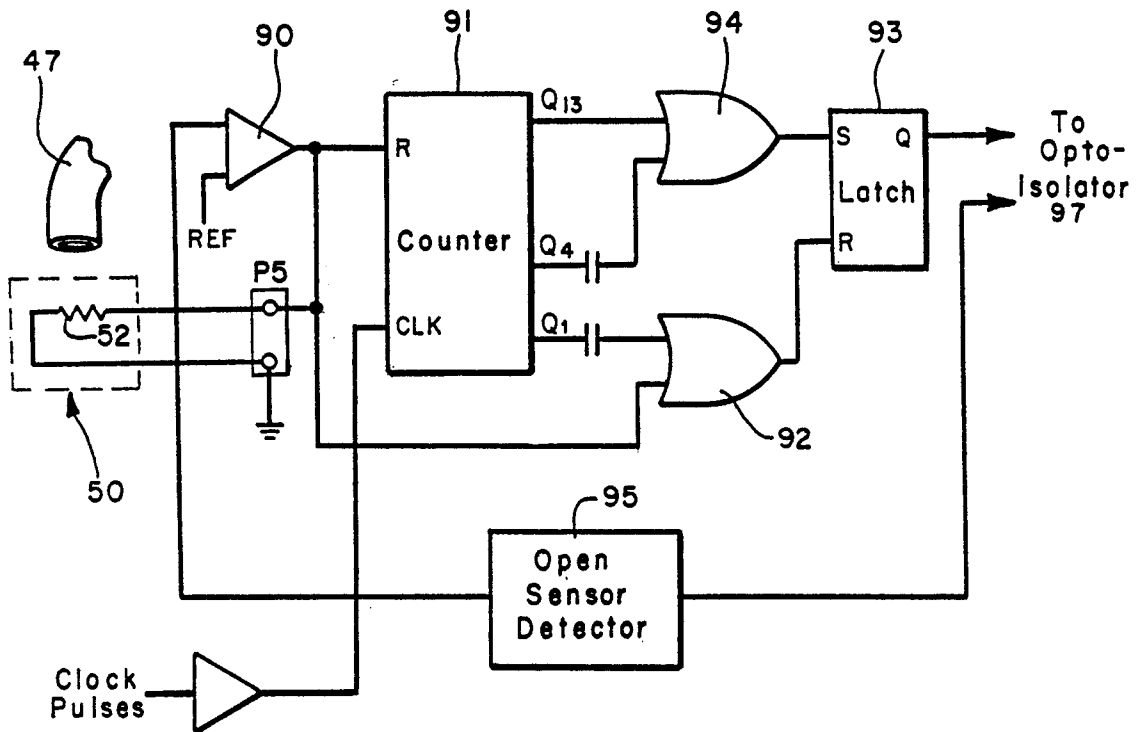 90
91
94
93
47
Q13
R
S
Q
To
Opto-
isolator
97
Latch
REF
Counter
Q4
R
P5
52
Q1
CLK
92
50
95
Open
Sensor
Detector
Clock
Pulses